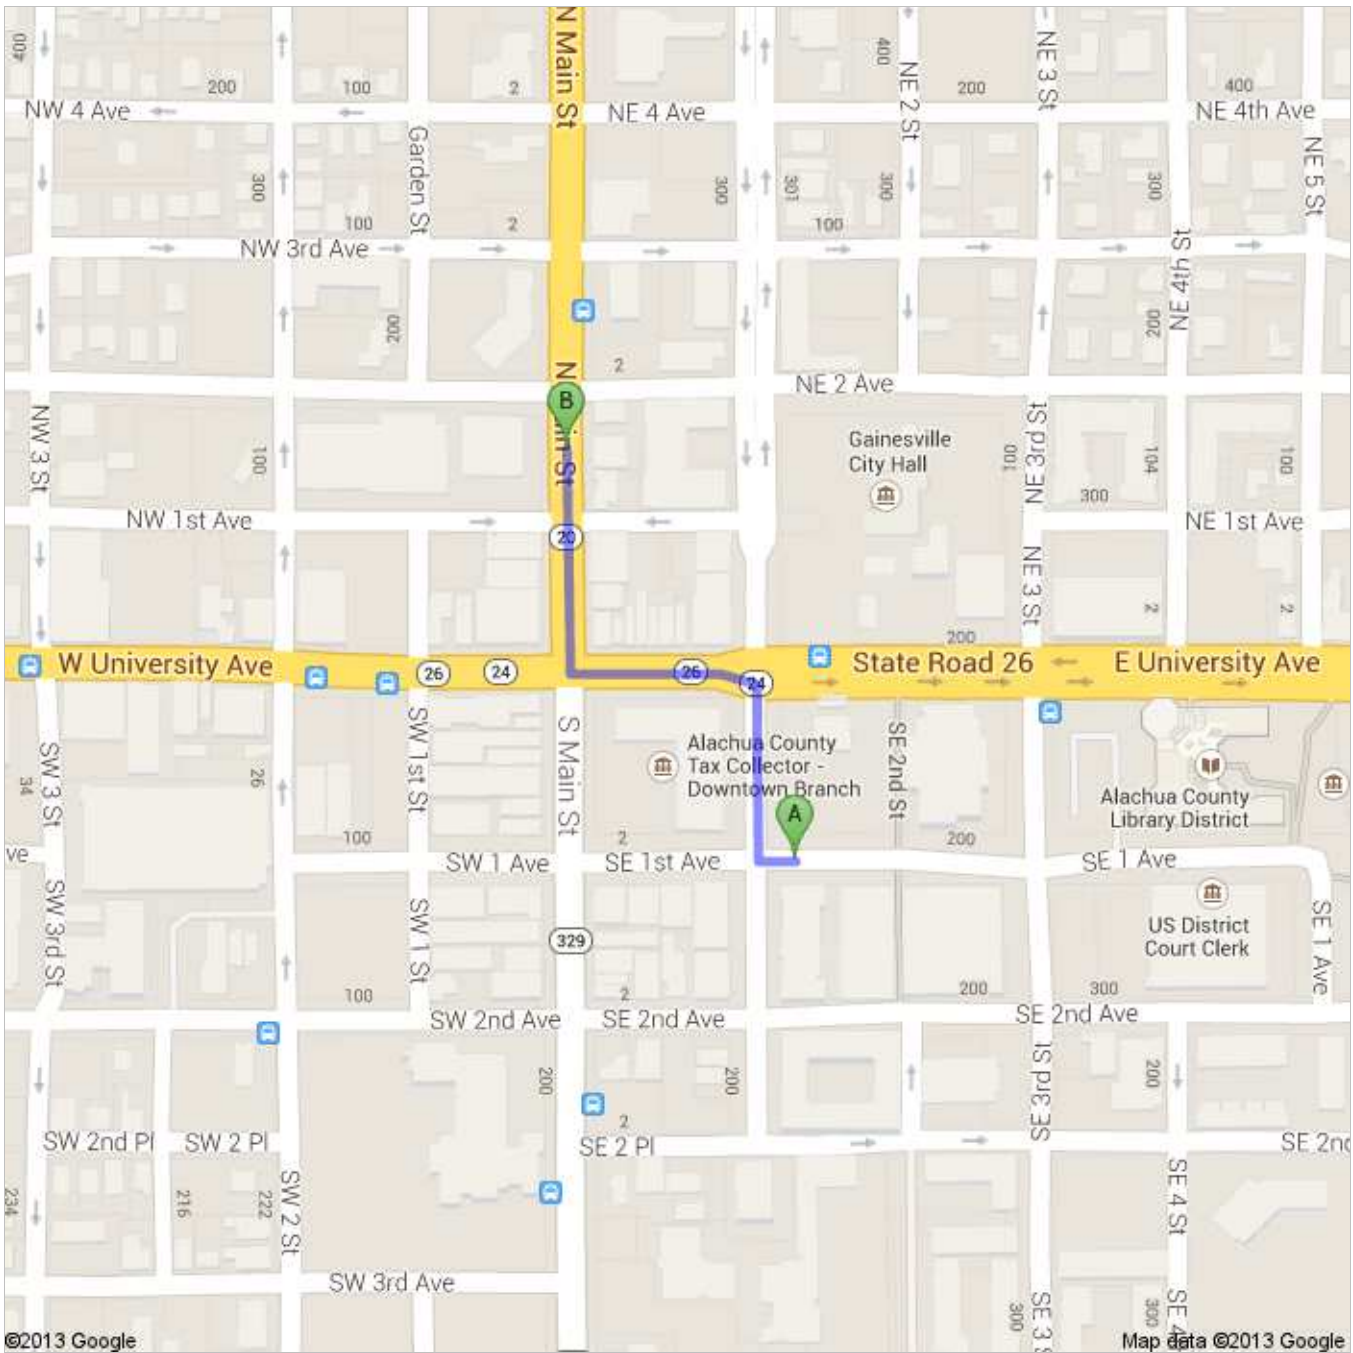 N Main St
400
400
NE 3 St
200
100
2
200
400
NW 4 Ave
NE 4 Ave
NE 2 St
NE 4th Ave
Garden St
NE 5 St
300
300
301
300
300
100
2
100
NW 3rd Ave
NE 4th St
200
200
2
N
NE 2 Ave
B
Main St
NW 3 St
NE 3rd St
Gainesville
City Hall
100
100
104
100
300
NW 1st Ave
NE 1st Ave
20
NE 3 St
2
2
200
W University Ave
26
24
26
24
State Road 26
E University Ave
SW 3 St
SW 1st St
S Main St
Alachua County
Tax Collector -
Downtown Branch
SE 2nd St
34
26
Alachua County
Library District
A
100
2
200
ve
SW 1 Ave
SE 1st Ave
SE 1 Ave
SW 3rd St
SW 1 St
329
US District
Court Clerk
SE 1 Ave
100
2
200
300
SW 2nd Ave
SE 2nd Ave
SE 2nd Ave
200
200
SE 3rd St
200
2
SW 2nd Pl
SW 2 Pl
SE 2 Pl
SE 2nd
234
216
222
SW 2 St
SE 4 St
SW 3rd Ave
300
SE 3 S
300
SE 4
©2013 Google
Map data ©2013 Google